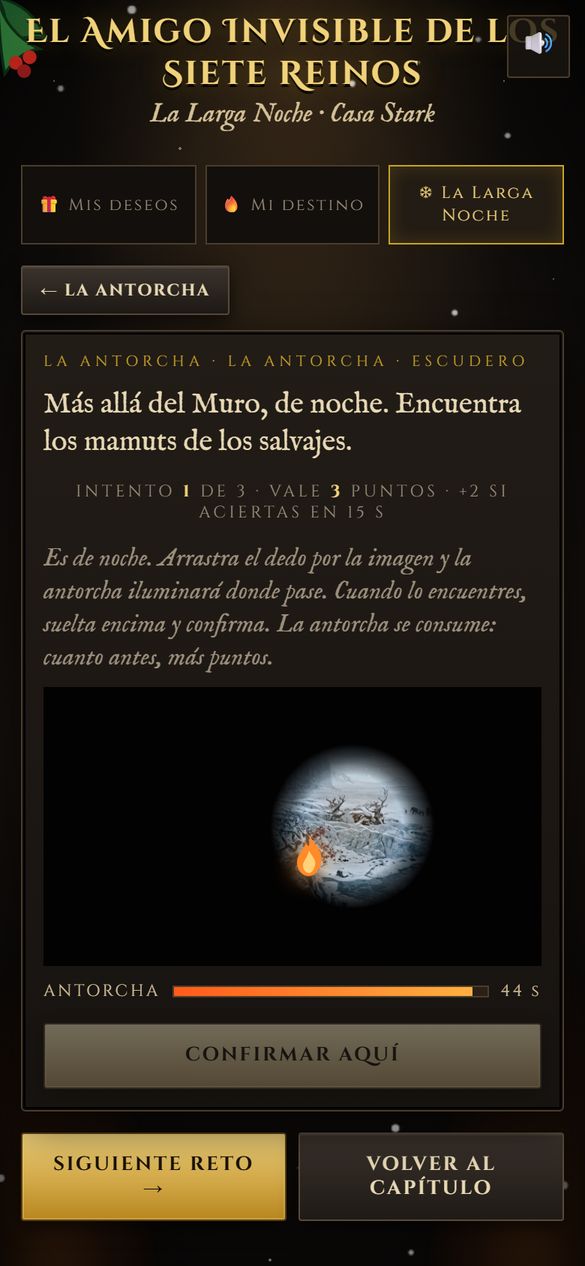 El Amigo Invisible de los
Siete Reinos
La Larga Noche · Casa Stark
Mis deseos
Mi destino
La Larga
Noche
← LA ANTORCHA
LA ANTORCHA · LA ANTORCHA · ESCUDERO
Más allá del Muro, de noche. Encuentra
los mamuts de los salvajes.
INTENTO 1 DE 3 · VALE 3 PUNTOS · +2 SI
ACIERTAS EN 15 S
Es de noche. Arrastra el dedo por la imagen y la
antorcha iluminará donde pase. Cuando lo encuentres,
suelta encima y confirma. La antorcha se consume:
cuanto antes, más puntos.
ANTORCHA 44 S
CONFIRMAR AQUÍ
SIGUIENTE RETO
→
VOLVER AL
CAPÍTULO